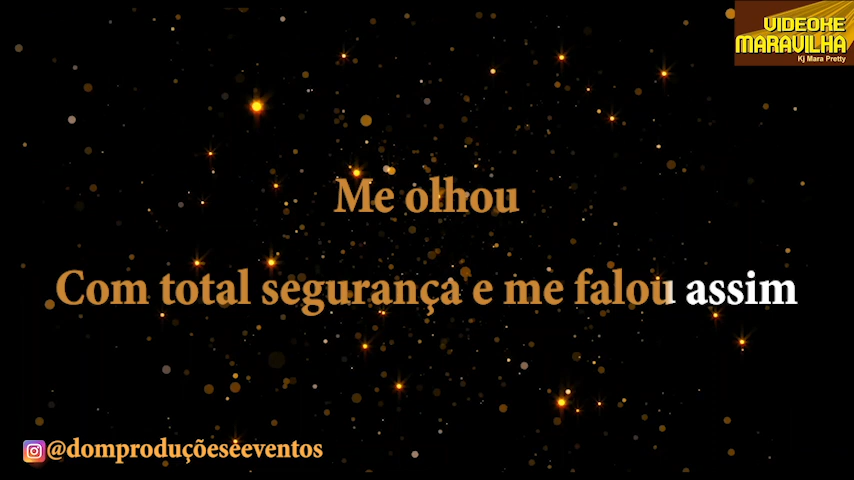 VIDEOKE
MARAVILHA
Kj Mara Pretty
Me olhou
Com total segurança e me falou assim
@domproduçõeseeventos